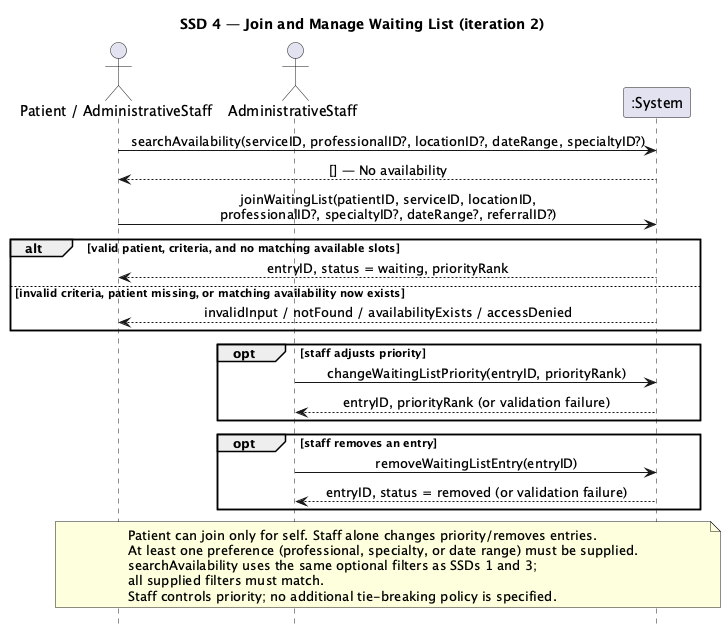 SSD 4 — Join and Manage Waiting List (iteration 2)
Patient / AdministrativeStaff
AdministrativeStaff
:System
searchAvailability(serviceID, professionalID?, locationID?, dateRange, specialtyID?)
[] — No availability
joinWaitingList(patientID, serviceID, locationID,
professionalID?, specialtyID?, dateRange?, referralID?)
alt [valid patient, criteria, and no matching available slots]
entryID, status = waiting, priorityRank
[invalid criteria, patient missing, or matching availability now exists]
invalidInput / notFound / availabilityExists / accessDenied
opt [staff adjusts priority]
changeWaitingListPriority(entryID, priorityRank)
entryID, priorityRank (or validation failure)
opt [staff removes an entry]
removeWaitingListEntry(entryID)
entryID, status = removed (or validation failure)
Patient can join only for self. Staff alone changes priority/removes entries.
At least one preference (professional, specialty, or date range) must be supplied.
searchAvailability uses the same optional filters as SSDs 1 and 3;
all supplied filters must match.
Staff controls priority; no additional tie-breaking policy is specified.